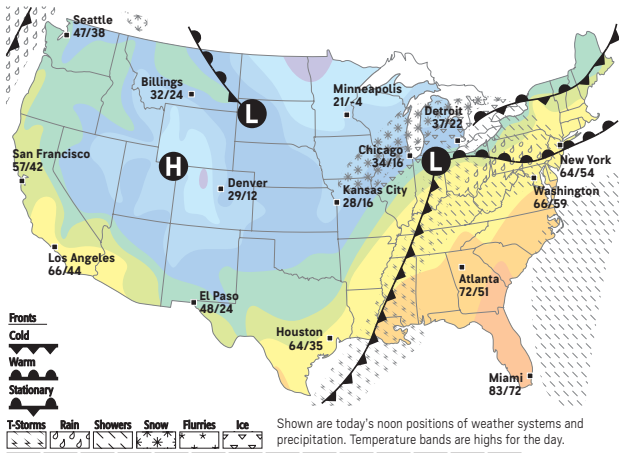 Seattle
47/38
Billings
32/24
Minneapolis
21/-4
Detroit
37/22
L
San Francisco
57/42
H
Chicago
34/16
L
New York
64/54
Denver
29/12
Kansas City
28/16
Washington
66/59
Los Angeles
66/44
El Paso
48/24
Atlanta
72/51
Houston
64/35
Miami
83/72
Fronts
Cold
Warm
Stationary
T-Storms Rain Showers Snow Flurries Ice
Shown are today's noon positions of weather systems and
precipitation. Temperature bands are highs for the day.